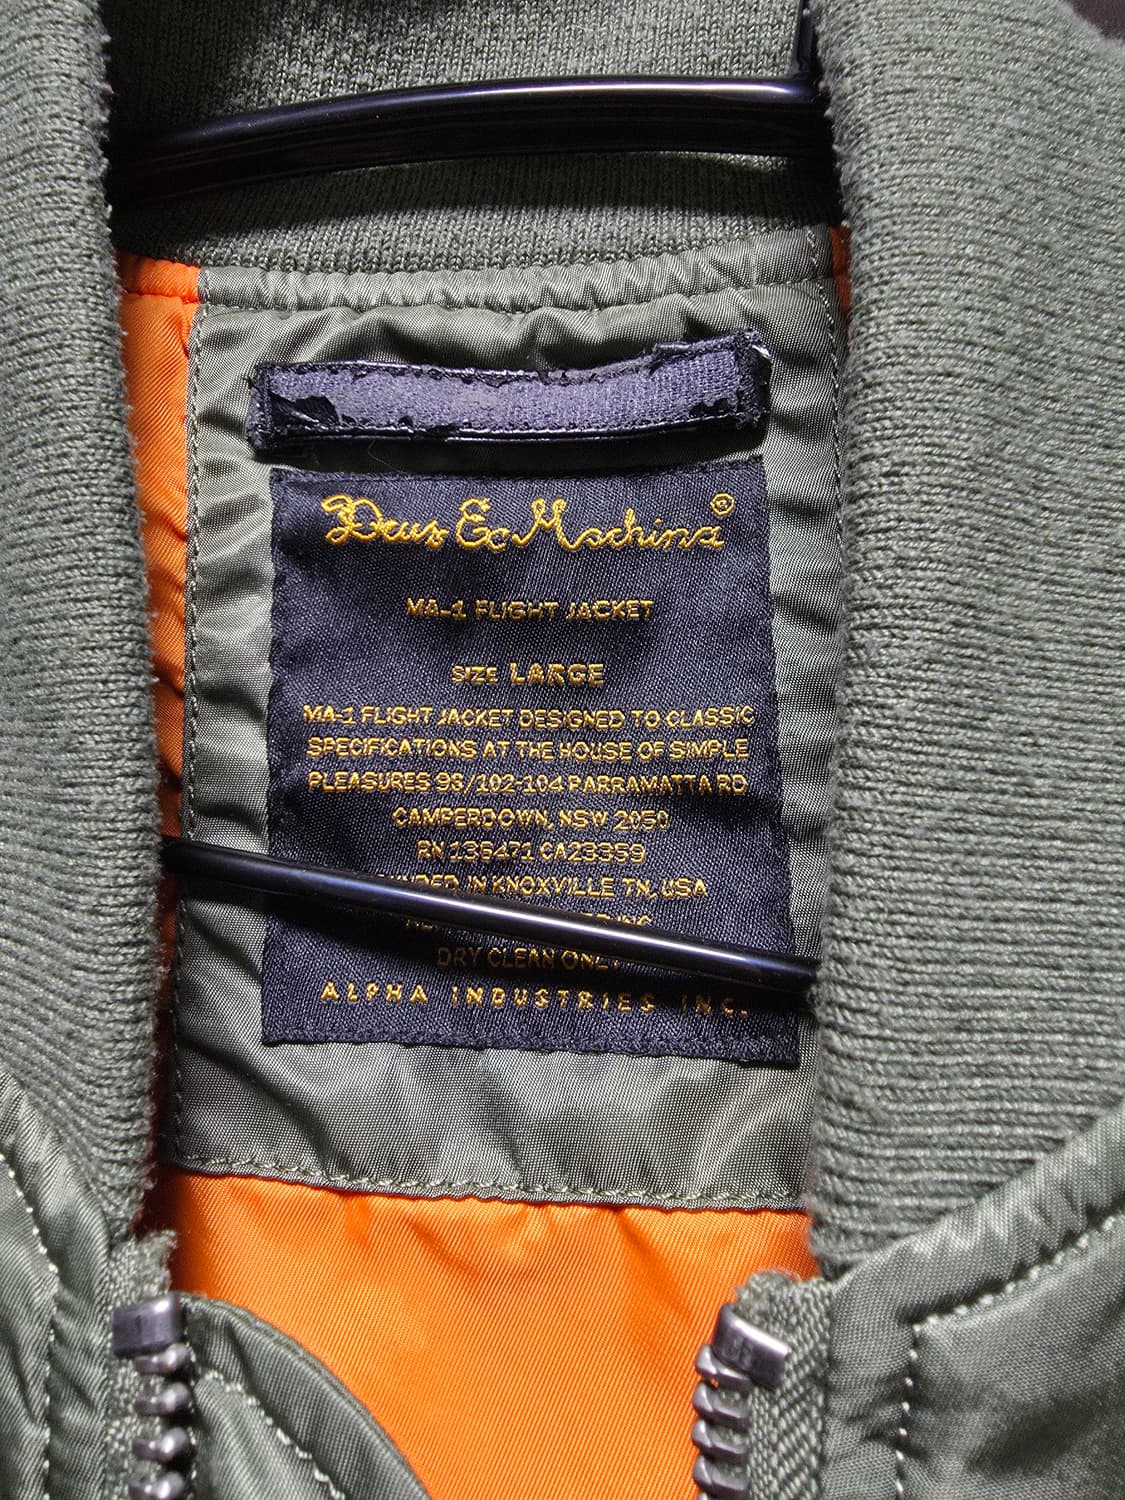 Deus Ex Machina®
MA-1 FLIGHT JACKET
SIZE LARGE
MA-1 FLIGHT JACKET DESIGNED TO CLASSIC
SPECIFICATIONS AT THE HOUSE OF SIMPLE
PLEASURES 98/102-104 PARRAMATTA RD
CAMPERDOWN, NSW 2050
RN 136471 CA23359
IN KNOXVILLE TN, USA
DRY CLEAN ONLY
ALPHA INDUSTRIES INC.